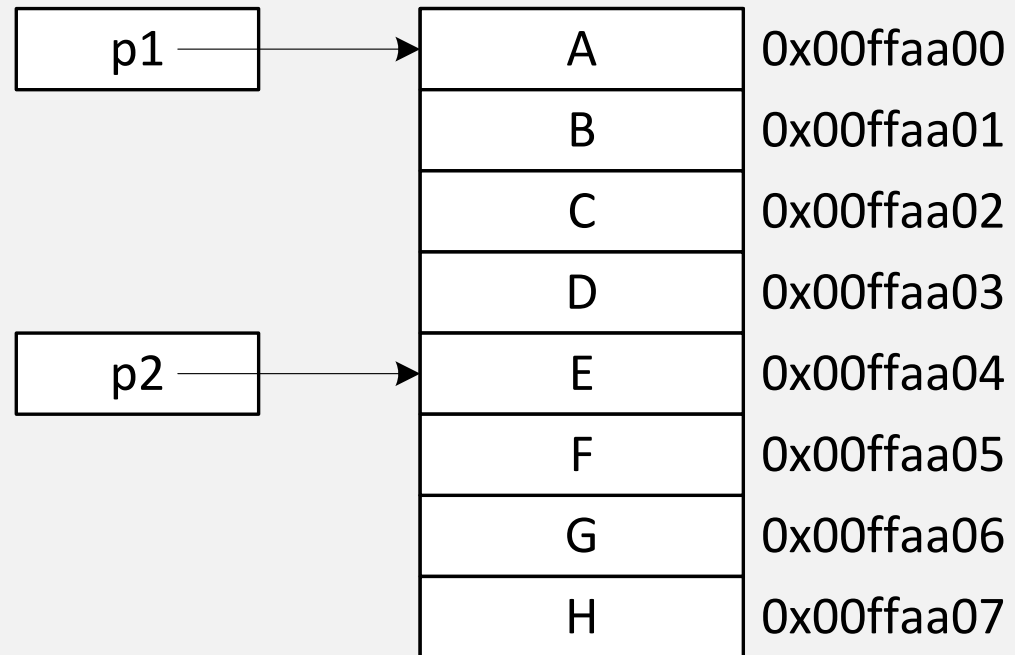 p1 A 0x00ffaa00
B 0x00ffaa01
C 0x00ffaa02
D 0x00ffaa03
p2 E 0x00ffaa04
F 0x00ffaa05
G 0x00ffaa06
H 0x00ffaa07